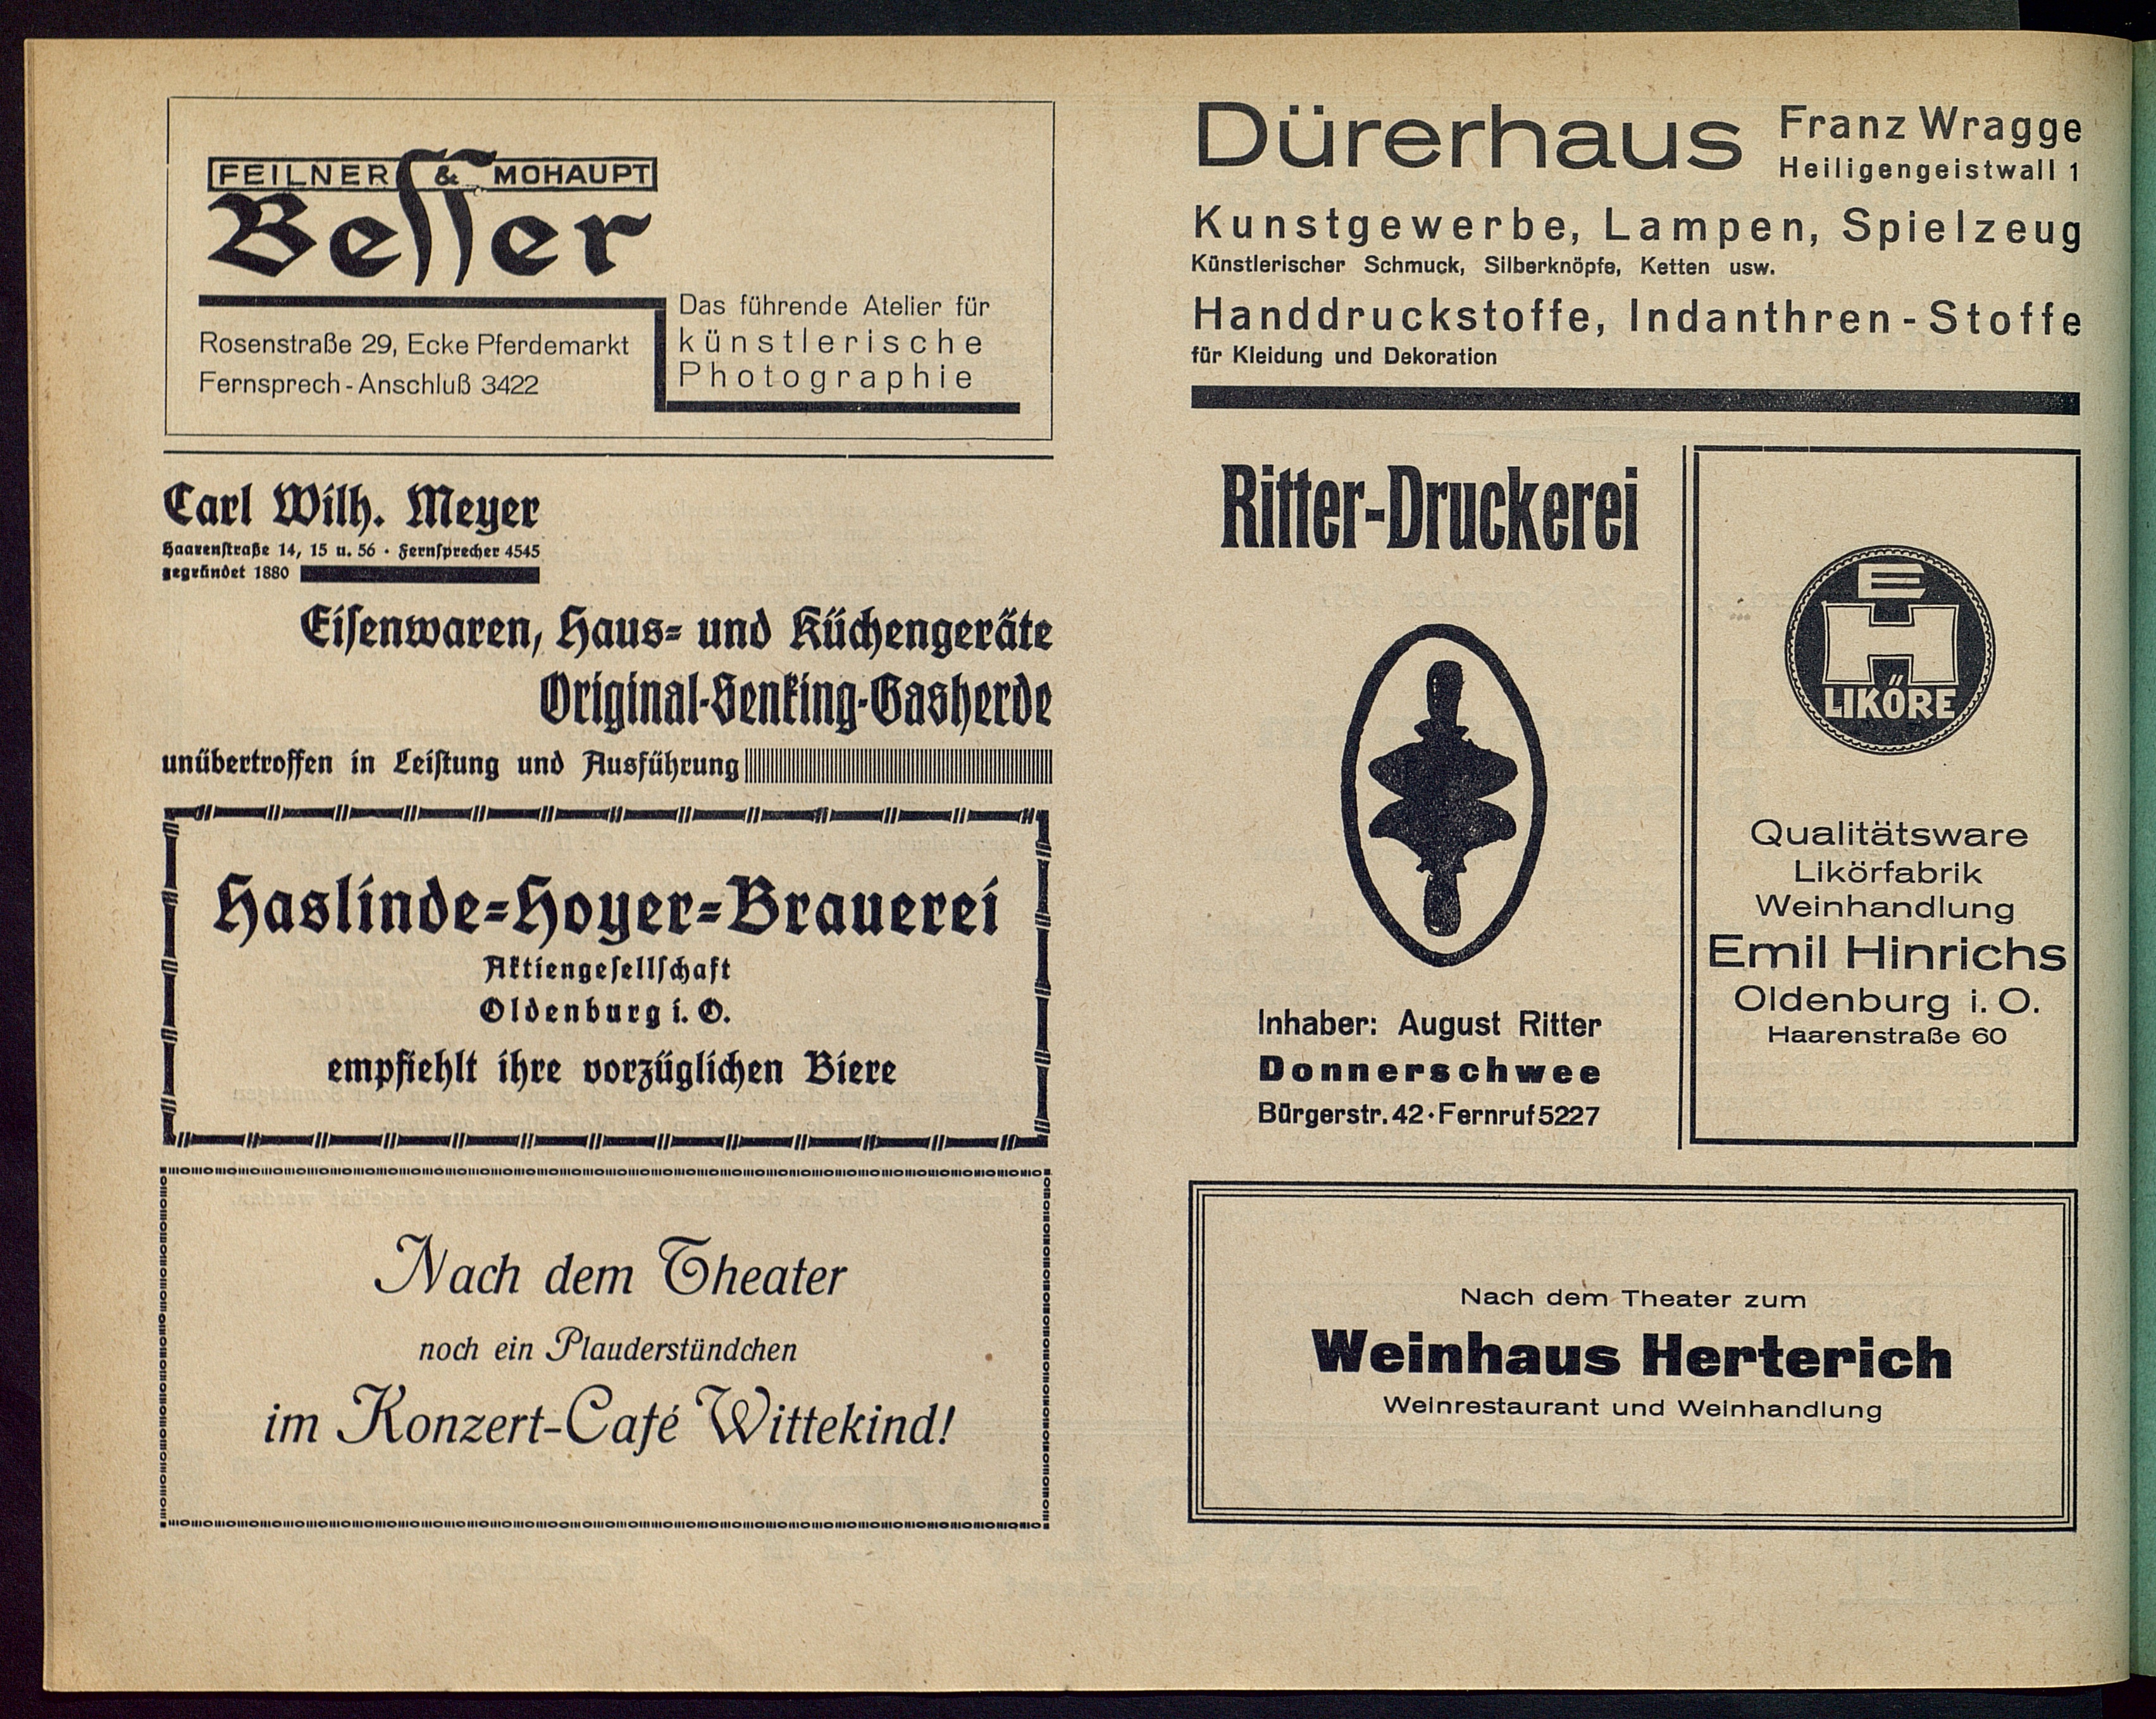 FEILNER & MOHAUPT
Besser
Das führende Atelier für
künstlerische
Photographie
Rosenstraße 29, Ecke Pferdemarkt
Fernsprech-Anschluß 3422
Carl Wilh. Meyer
Haarenstraße 14, 15 u. 56 · Fernsprecher 4545
gegründet 1880
Eisenwaren, Haus- und Küchengeräte
Original-Senking-Gasherde
unübertroffen in Leistung und Ausführung
Haslinde-Hoyer-Brauerei
Aktiengesellschaft
Oldenburg i. O.
empfiehlt ihre vorzüglichen Biere
Nach dem Theater
noch ein Plauderstündchen
im Konzert-Café Wittekind!
Dürerhaus Franz Wragge
Heiligengeistwall 1
Kunstgewerbe, Lampen, Spielzeug
Künstlerischer Schmuck, Silberknöpfe, Ketten usw.
Handdruckstoffe, Indanthren-Stoffe
für Kleidung und Dekoration
Ritter-Druckerei
Inhaber: August Ritter
Donnerschwee
Bürgerstr. 42 · Fernruf 5227
E
H
LIKÖRE
Qualitätsware
Likörfabrik
Weinhandlung
Emil Hinrichs
Oldenburg i. O.
Haarenstraße 60
Nach dem Theater zum
Weinhaus Herterich
Weinrestaurant und Weinhandlung